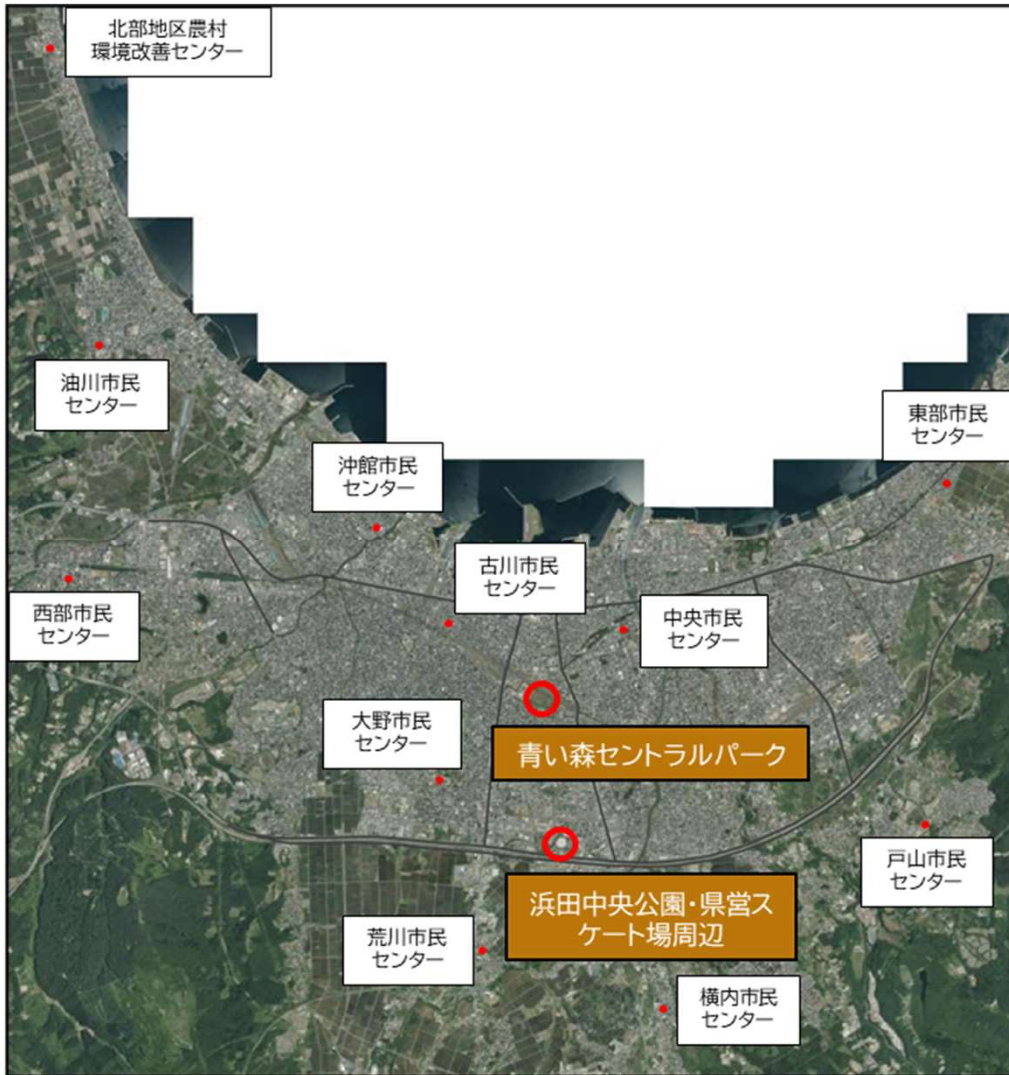 北部地区農村
環境改善センター
油川市民
センター
東部市民
センター
沖館市民
センター
古川市民
センター
西部市民
センター
中央市民
センター
大野市民
センター
青い森セントラルパーク
戸山市民
センター
浜田中央公園・県営ス
ケート場周辺
荒川市民
センター
横内市民
センター